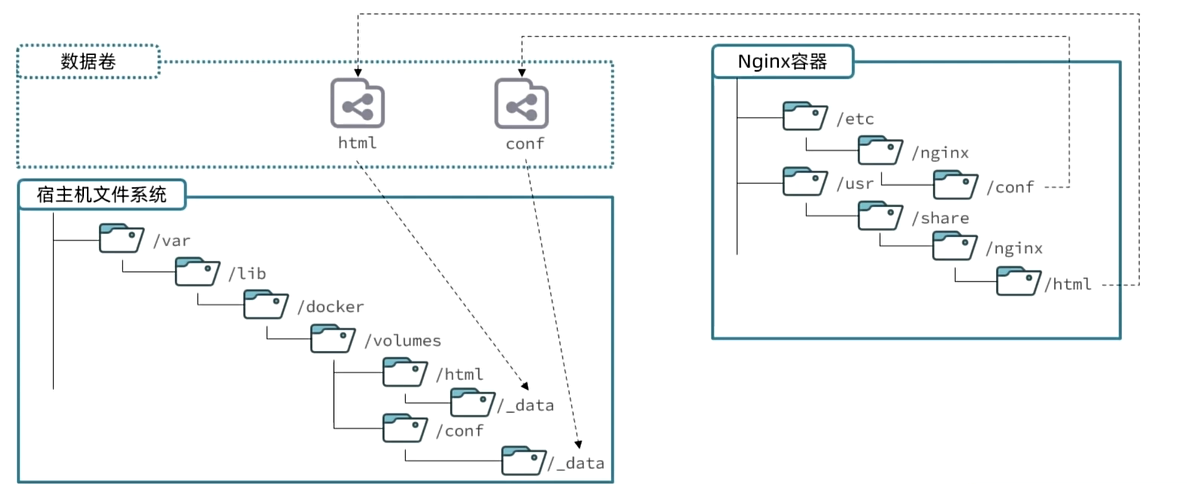 数据卷
html
conf
宿主机文件系统
/var
/lib
/docker
/volumes
/html
/_data
/conf
/_data
Nginx容器
/etc
/nginx
/conf
/usr
/share
/nginx
/html